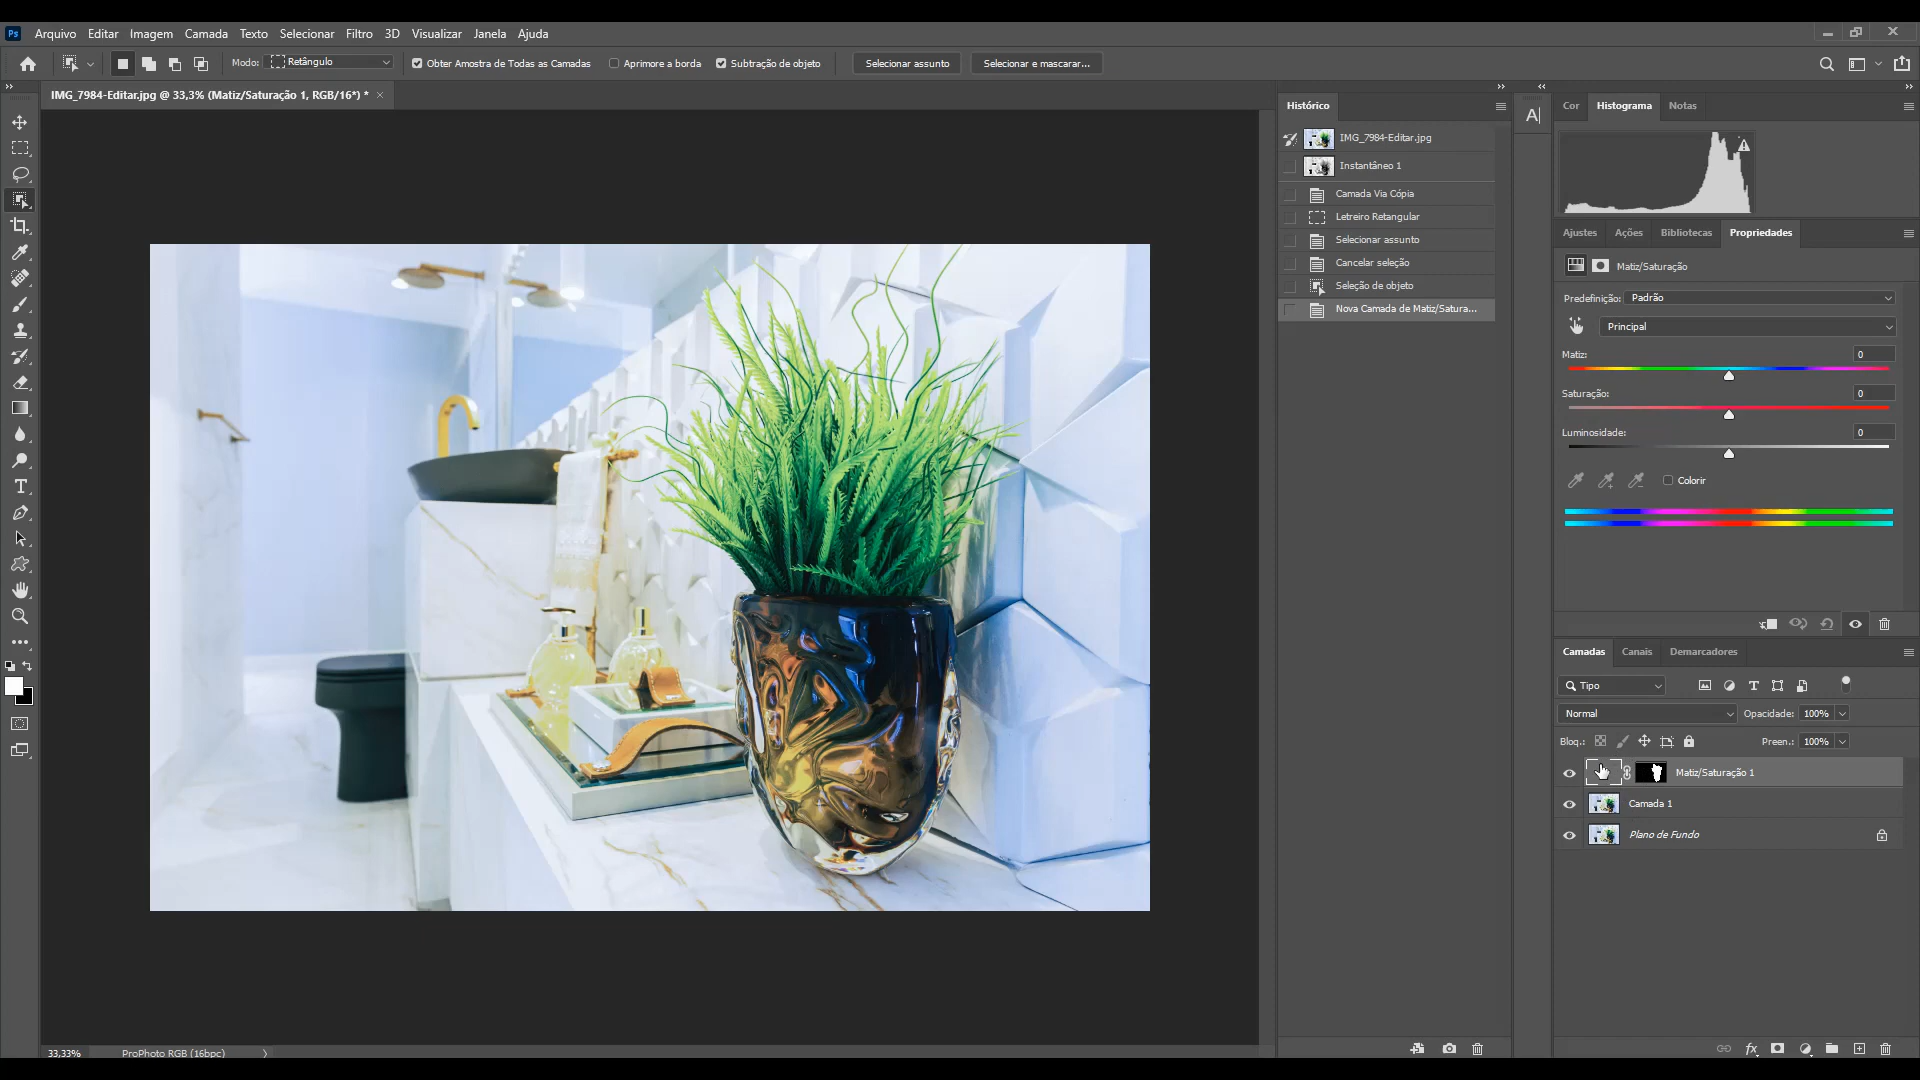 Ps Arquivo Editar Imagem Camada Texto Selecionar Filtro 3D Visualizar Janela Ajuda
Modo: Retângulo Obter Amostra de Todas as Camadas Aprimore a borda Subtração de objeto Selecionar assunto Selecionar e mascarar...
IMG_7984-Editar.jpg @ 33,3% (Matiz/Saturação 1, RGB/16*) * ×
Histórico
IMG_7984-Editar.jpg
Instantâneo 1
Camada Via Cópia
Letreiro Retangular
Selecionar assunto
Cancelar seleção
Seleção de objeto
Nova Camada de Matiz/Satura...
Cor Histograma Notas
Ajustes Ações Bibliotecas Propriedades
Matiz/Saturação
Predefinição: Padrão
Principal
Matiz: 0
Saturação: 0
Luminosidade: 0
Colorir
Camadas Canais Demarcadores
Tipo
Normal Opacidade: 100%
Bloq.: Preen.: 100%
Matiz/Saturação 1
Camada 1
Plano de Fundo
33,33% ProPhoto RGB (16bpc)